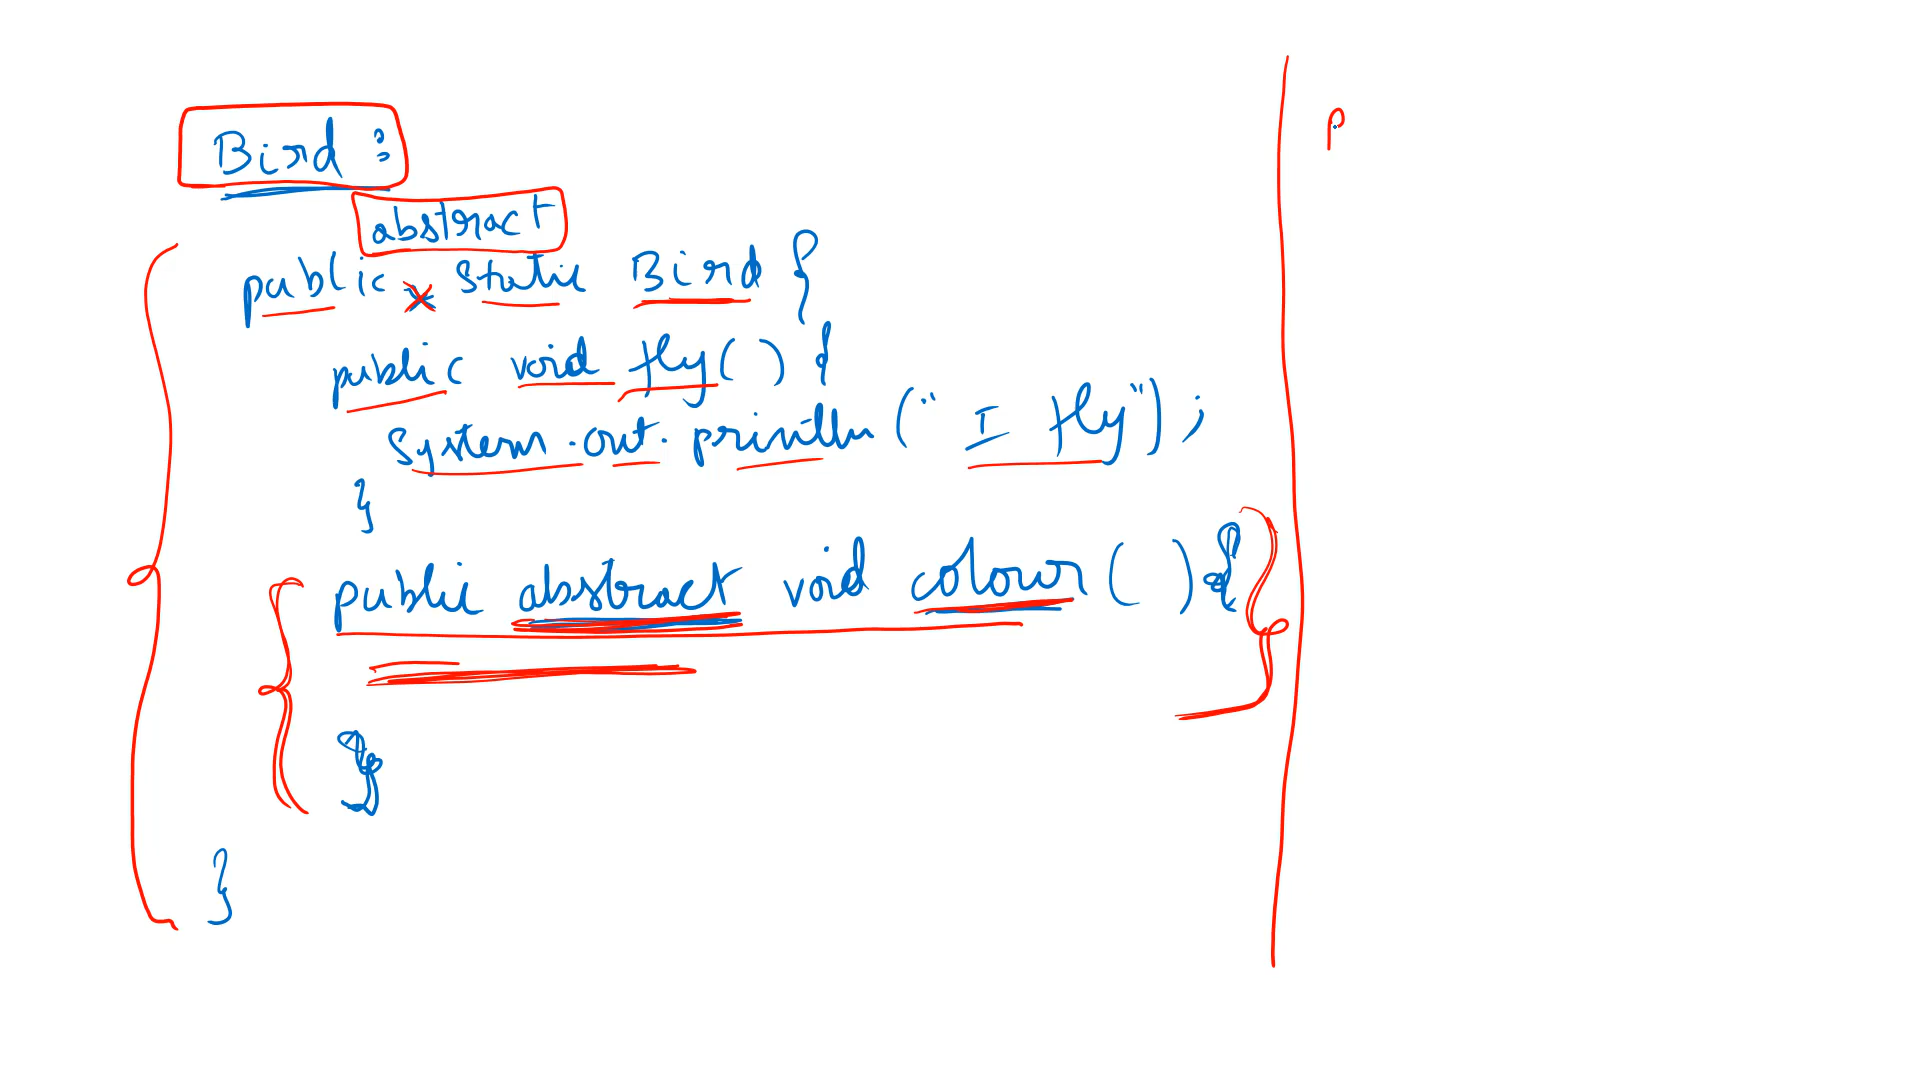 Bird :
abstract
public static Bird {
public void fly ( ) {
System.out.println ( " I fly " ) ;
}
public abstract void colour ( ) {
}
}
P